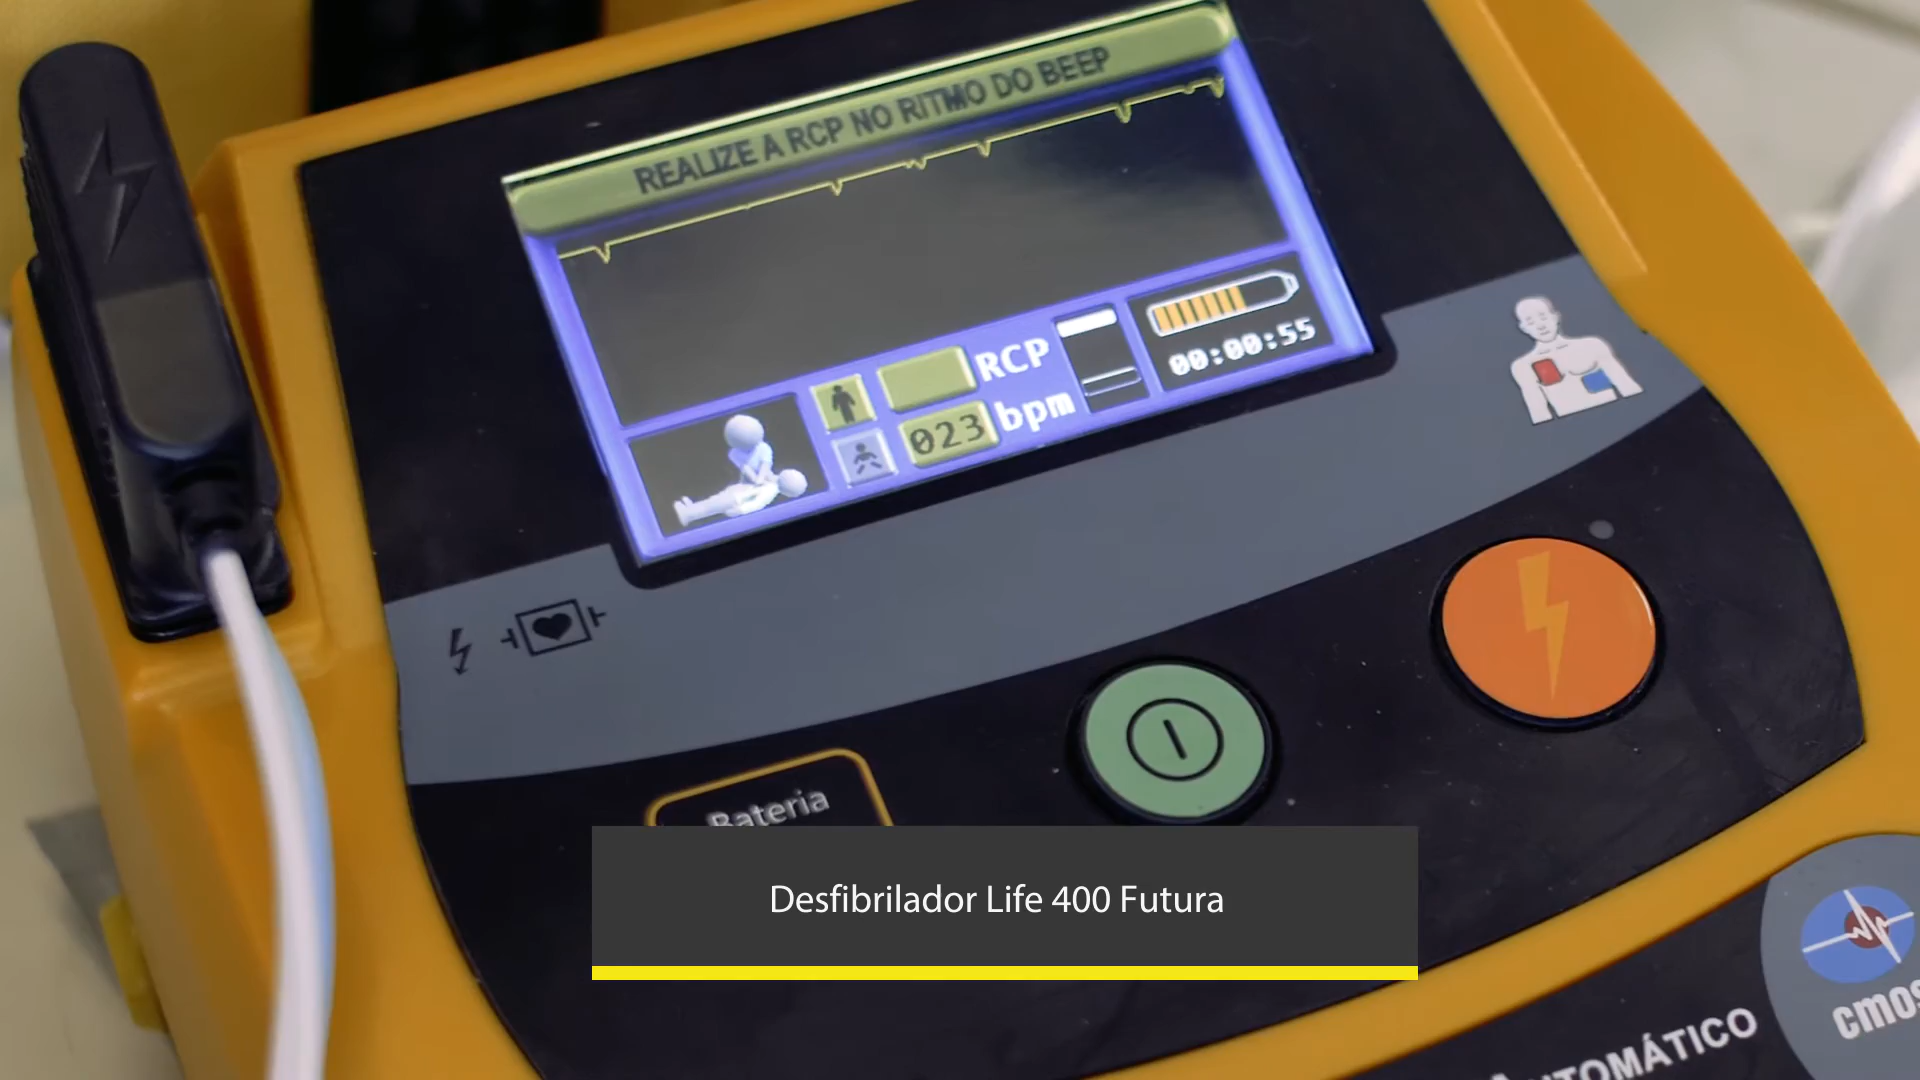 REALIZE A RCP NO RITMO DO BEEP
RCP
00:00:55
023 bpm
Bateria
Desfibrilador Life 400 Futura
cmos
AUTOMÁTICO